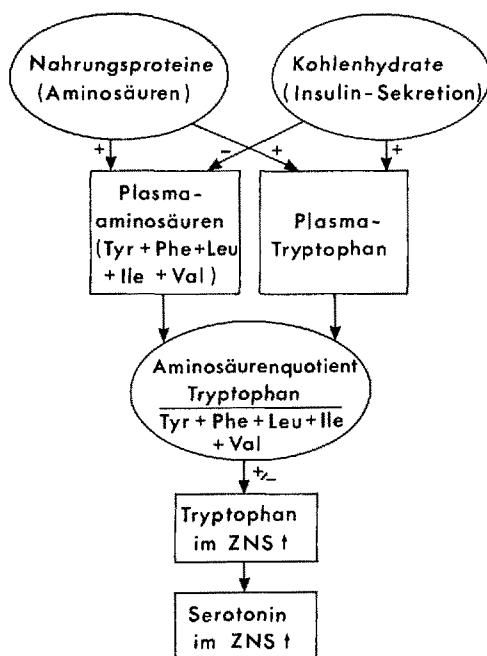 Nahrungsproteine
(Aminosäuren)
Kohlenhydrate
(Insulin-Sekretion)
+
−
+
+
Plasma-
aminosäuren
(Tyr + Phe+Leu
+ Ile + Val)
Plasma-
Tryptophan
Aminosäurenquotient
Tryptophan
Tyr + Phe + Leu + Ile
+ Val
+/−
Tryptophan
im ZNS ↑
Serotonin
im ZNS ↑